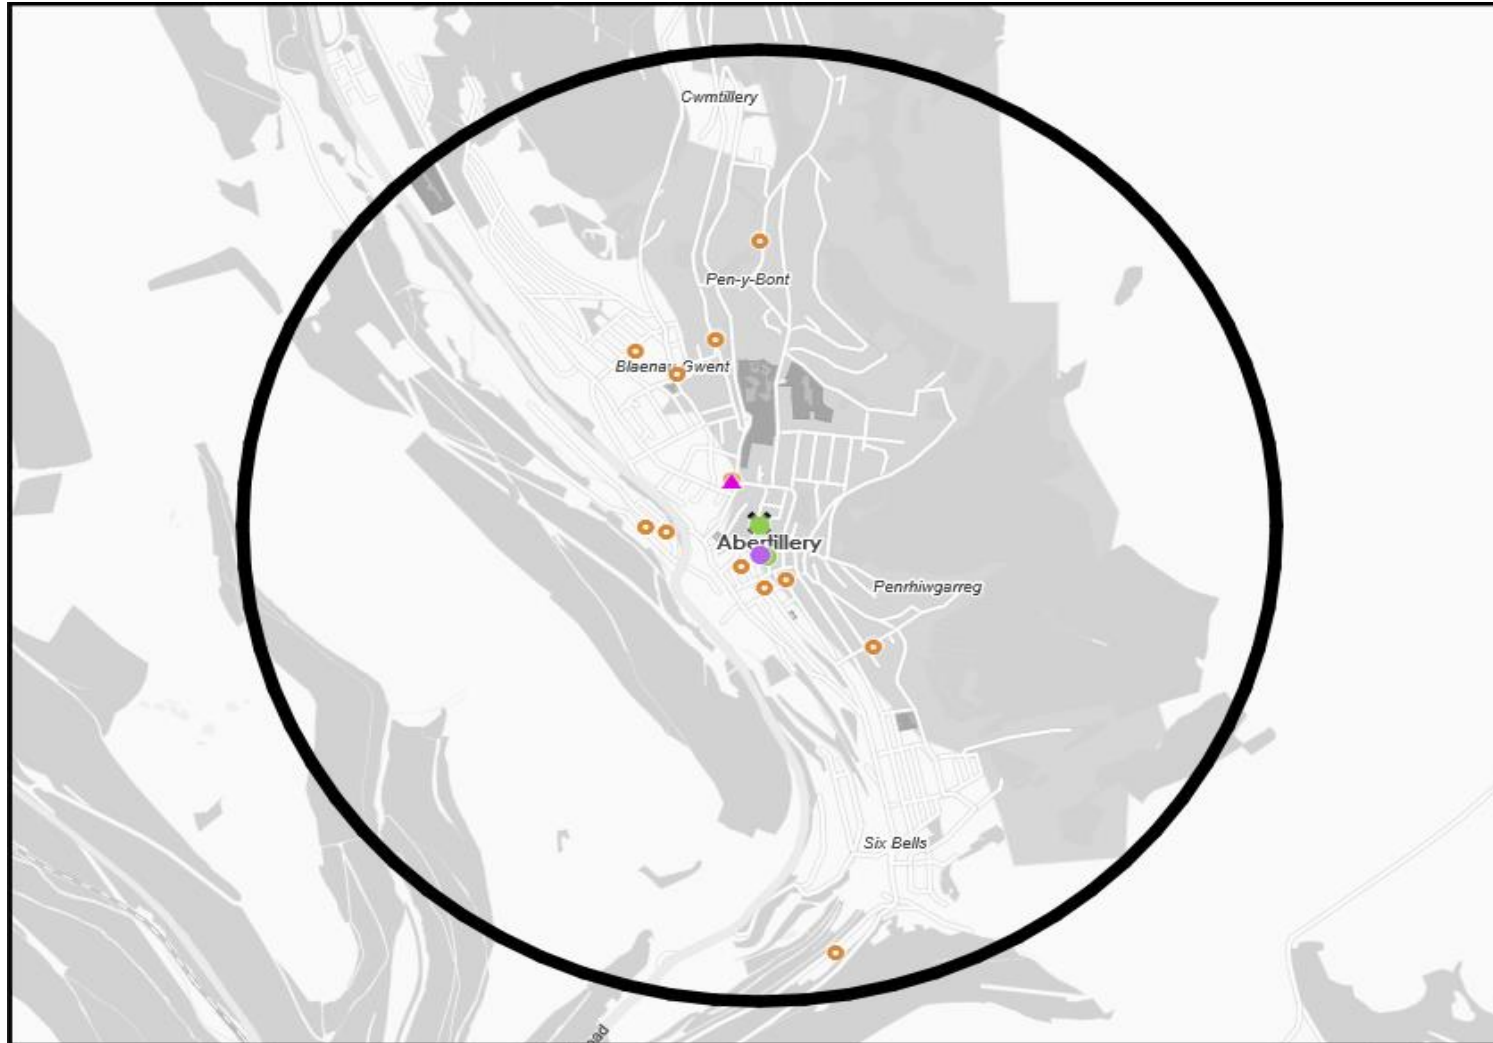 Cwmtillery
Pen-y-Bont
Blaenau Gwent
Abertillery
Penrhiwgarreg
Six Bells